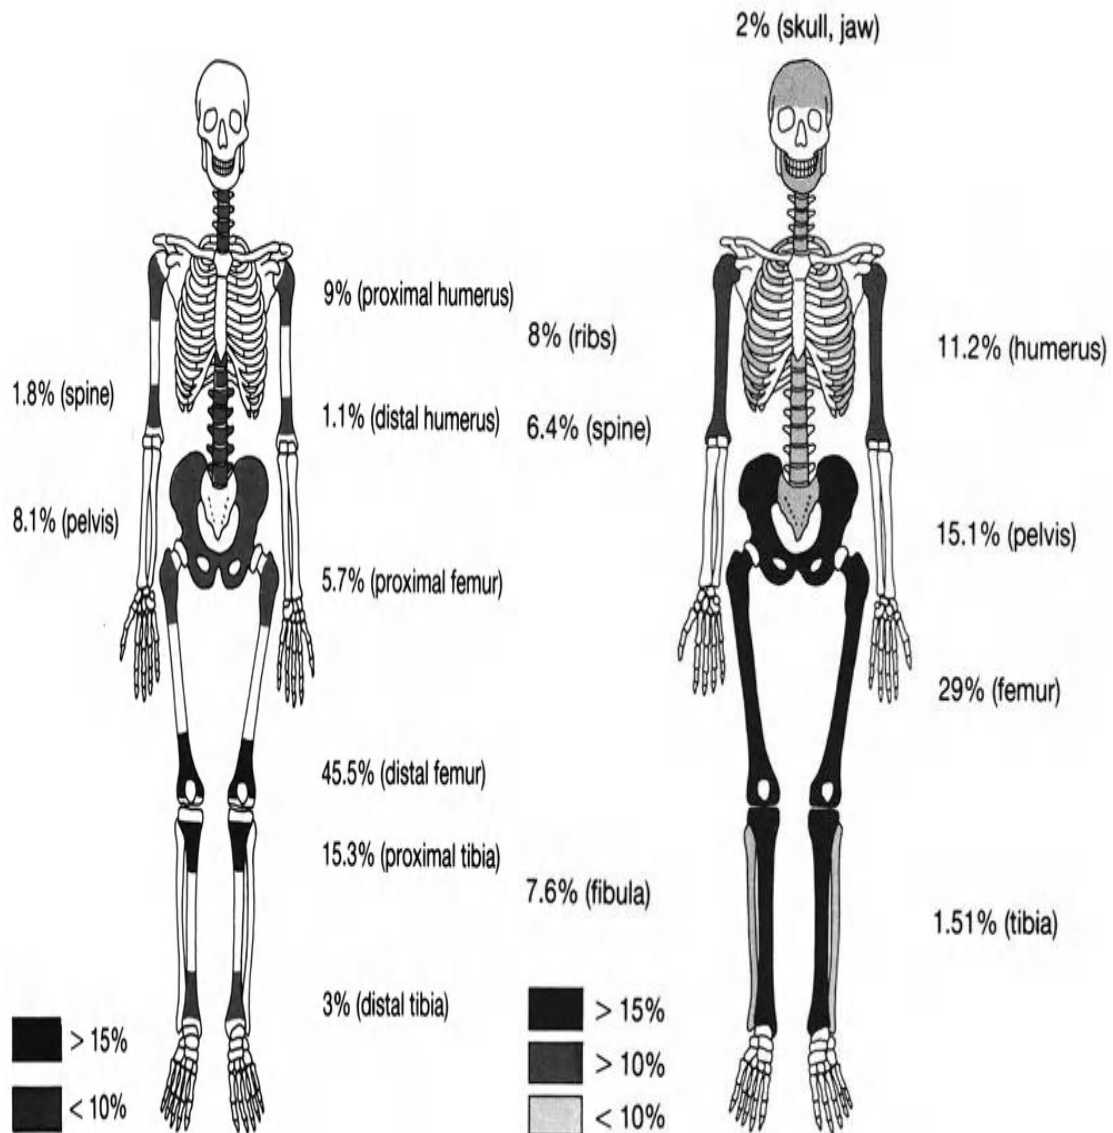 2% (skull, jaw)
9% (proximal humerus)
1.8% (spine)
1.1% (distal humerus)
8.1% (pelvis)
5.7% (proximal femur)
45.5% (distal femur)
15.3% (proximal tibia)
3% (distal tibia)
> 15%
< 10%
8% (ribs)
11.2% (humerus)
6.4% (spine)
15.1% (pelvis)
29% (femur)
7.6% (fibula)
1.51% (tibia)
> 15%
> 10%
< 10%